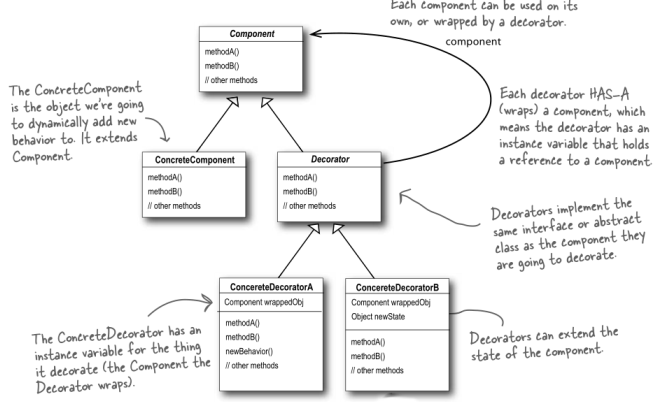 Each component can be used on its
own, or wrapped by a decorator.
component
Component
methodA()
methodB()
// other methods
The ConcreteComponent
is the object we're going
to dynamically add new
behavior to. It extends
Component.
Each decorator HAS-A
(wraps) a component, which
means the decorator has an
instance variable that holds
a reference to a component.
ConcreteComponent
methodA()
methodB()
// other methods
Decorator
methodA()
methodB()
// other methods
Decorators implement the
same interface or abstract
class as the component they
are going to decorate.
ConcereteDecoratorA
Component wrappedObj
methodA()
methodB()
newBehavior()
// other methods
ConcereteDecoratorB
Component wrappedObj
Object newState
methodA()
methodB()
// other methods
The ConcreteDecorator has an
instance variable for the thing
it decorate (the Component the
Decorator wraps).
Decorators can extend the
state of the component.